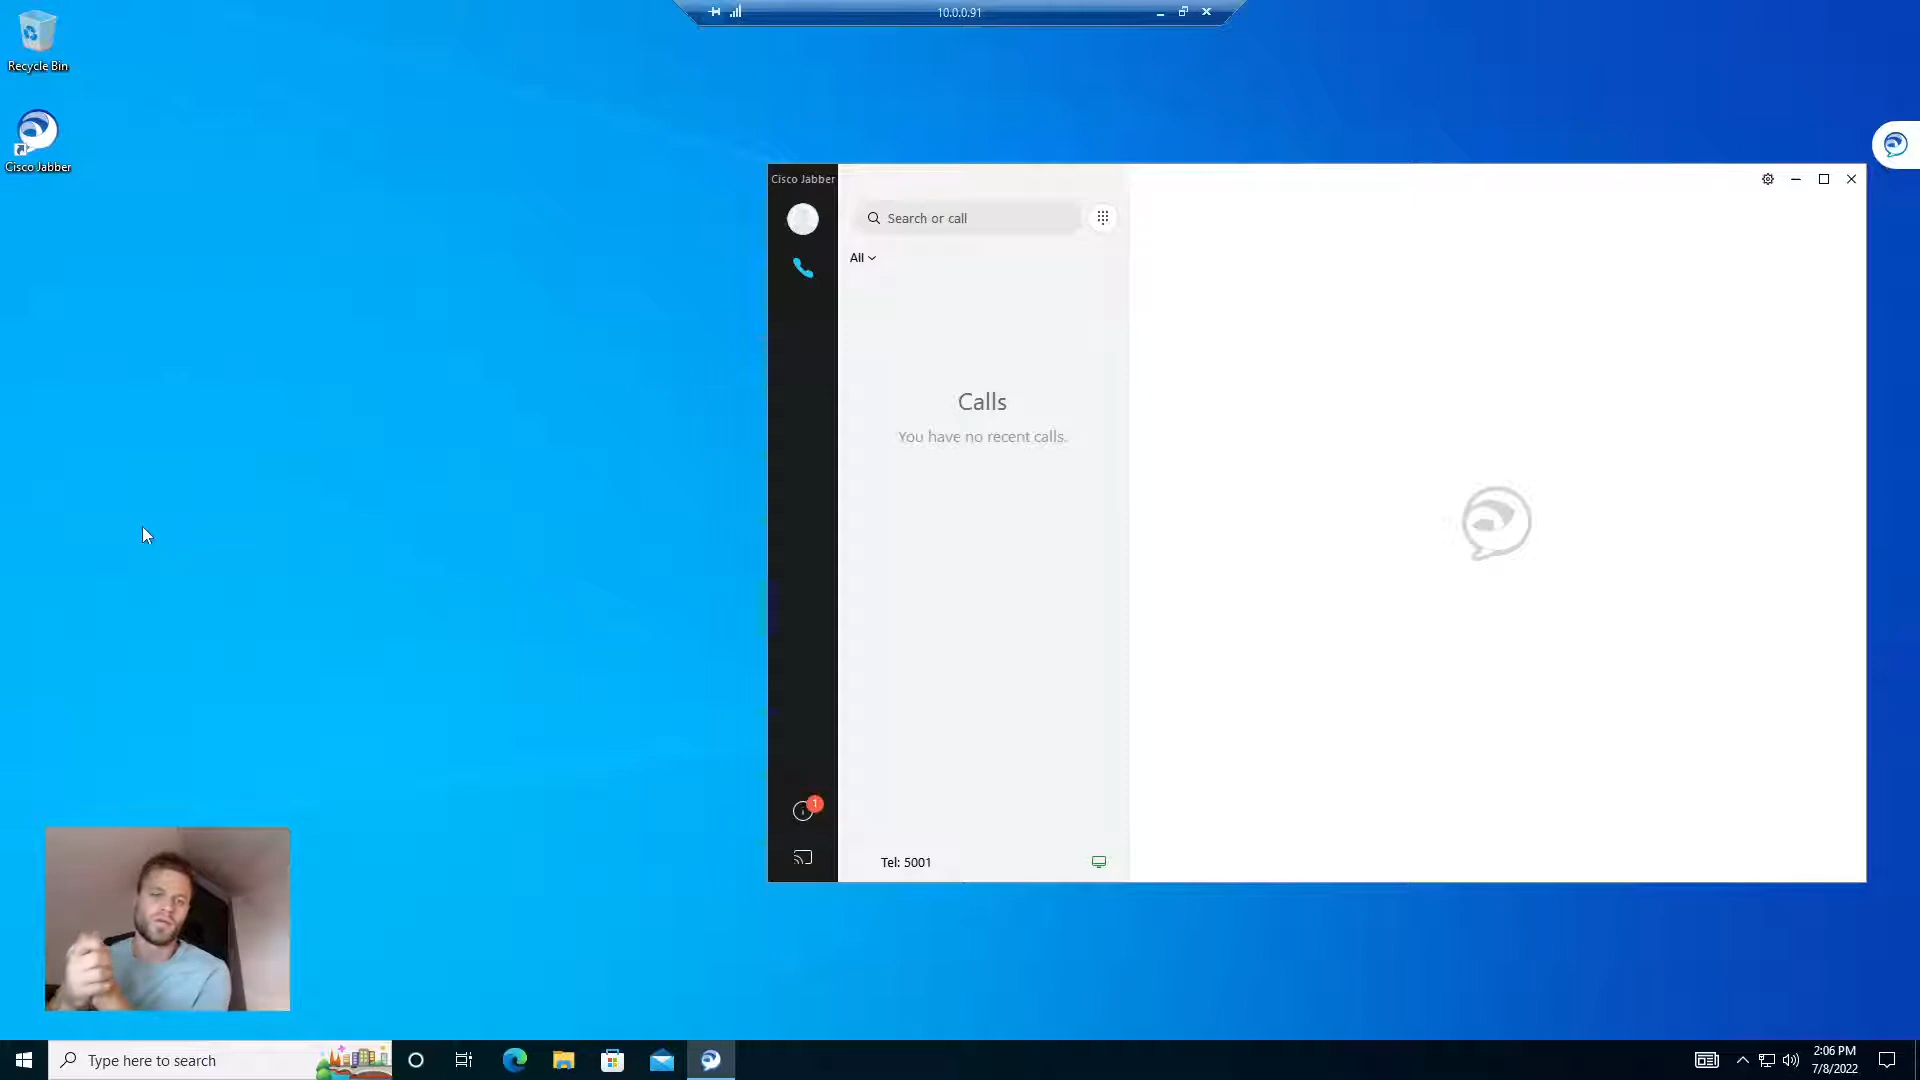 10.0.0.91
Recycle Bin
Cisco Jabber
Cisco Jabber
Search or call
All
Calls
You have no recent calls.
1
Tel: 5001
Type here to search
2:06 PM
7/8/2022